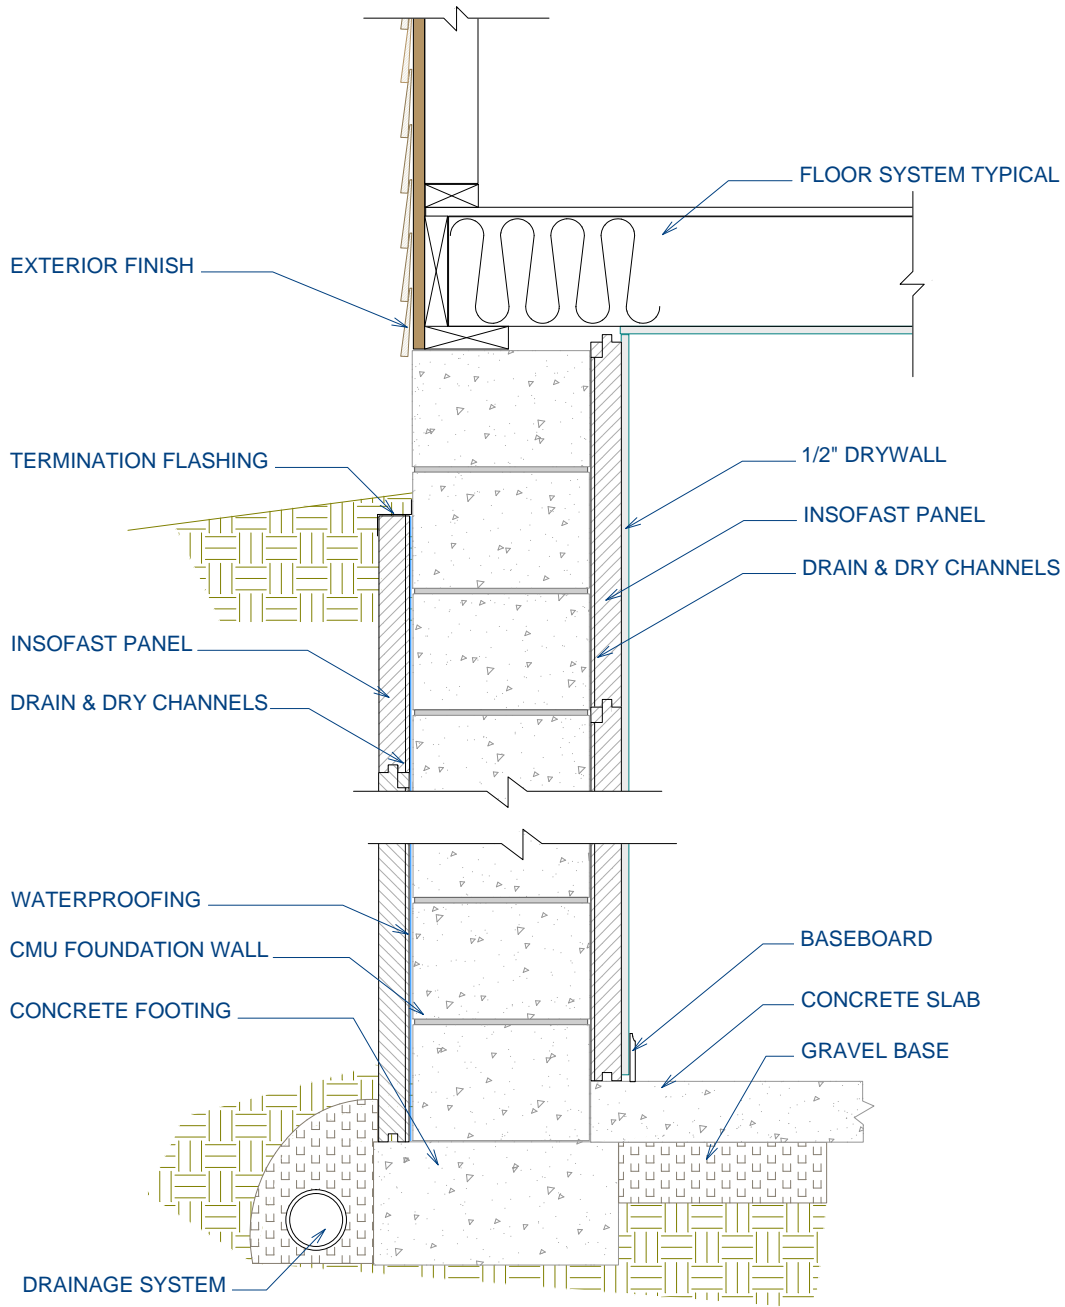 FLOOR SYSTEM TYPICAL
EXTERIOR FINISH
TERMINATION FLASHING
1/2" DRYWALL
INSOFAST PANEL
DRAIN & DRY CHANNELS
INSOFAST PANEL
DRAIN & DRY CHANNELS
WATERPROOFING
CMU FOUNDATION WALL
CONCRETE FOOTING
BASEBOARD
CONCRETE SLAB
GRAVEL BASE
DRAINAGE SYSTEM